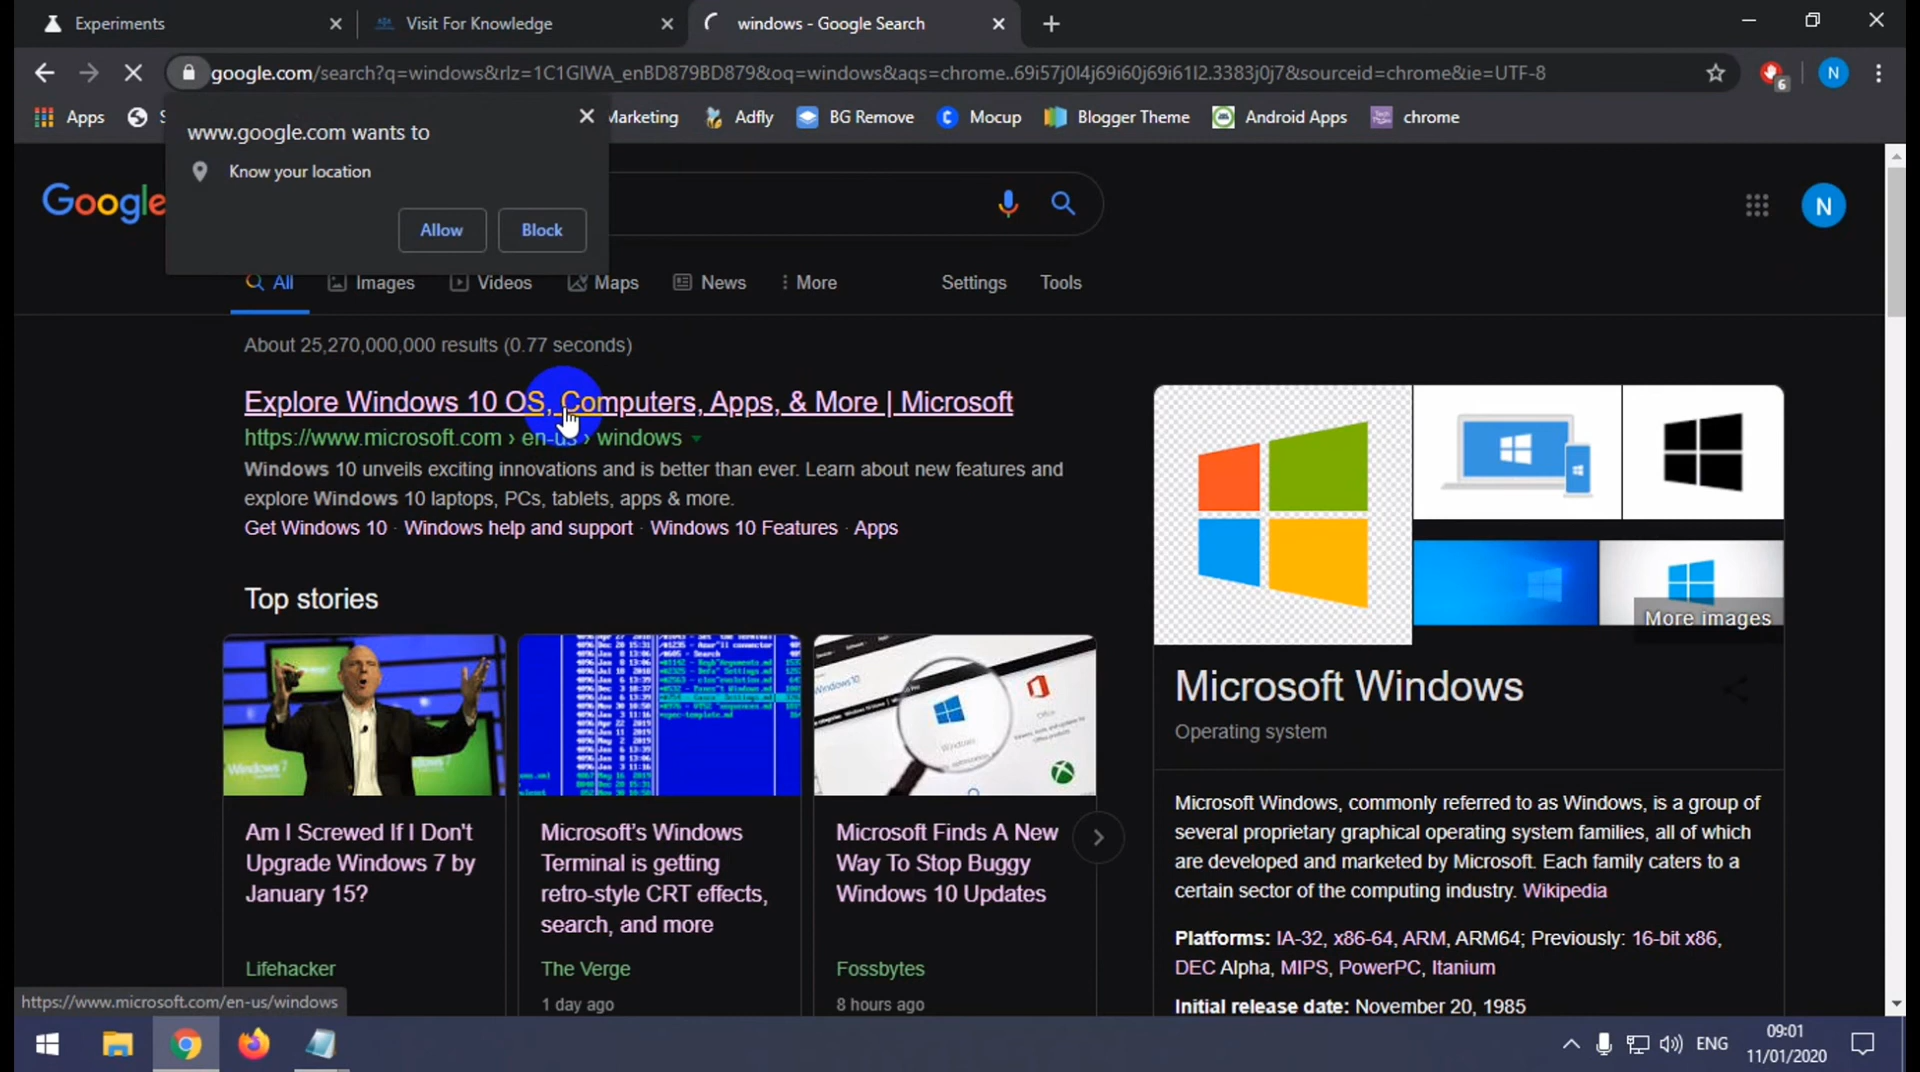 Experiments
Visit For Knowledge
windows - Google Search
google.com/search?q=windows&rlz=1C1GIWA_enBD879BD879&oq=windows&aqs=chrome..69i57j0l4j69i60j69i61l2.3383j0j7&sourceid=chrome&ie=UTF-8
6
N
Apps
Marketing
Adfly
BG Remove
Mocup
Blogger Theme
Android Apps
chrome
www.google.com wants to
Know your location
Allow
Block
Google
N
All
Images
Videos
Maps
News
More
Settings
Tools
About 25,270,000,000 results (0.77 seconds)
Explore Windows 10 OS, Computers, Apps, & More | Microsoft
https://www.microsoft.com › en-us › windows
Windows 10 unveils exciting innovations and is better than ever. Learn about new features and
explore Windows 10 laptops, PCs, tablets, apps & more.
Get Windows 10 · Windows help and support · Windows 10 Features · Apps
Top stories
Am I Screwed If I Don't
Upgrade Windows 7 by
January 15?
Lifehacker
Microsoft's Windows
Terminal is getting
retro-style CRT effects,
search, and more
The Verge
1 day ago
Microsoft Finds A New
Way To Stop Buggy
Windows 10 Updates
Fossbytes
8 hours ago
More images
Microsoft Windows
Operating system
Microsoft Windows, commonly referred to as Windows, is a group of
several proprietary graphical operating system families, all of which
are developed and marketed by Microsoft. Each family caters to a
certain sector of the computing industry. Wikipedia
Platforms: IA-32, x86-64, ARM, ARM64; Previously: 16-bit x86,
DEC Alpha, MIPS, PowerPC, Itanium
Initial release date: November 20, 1985
https://www.microsoft.com/en-us/windows
ENG
09:01
11/01/2020